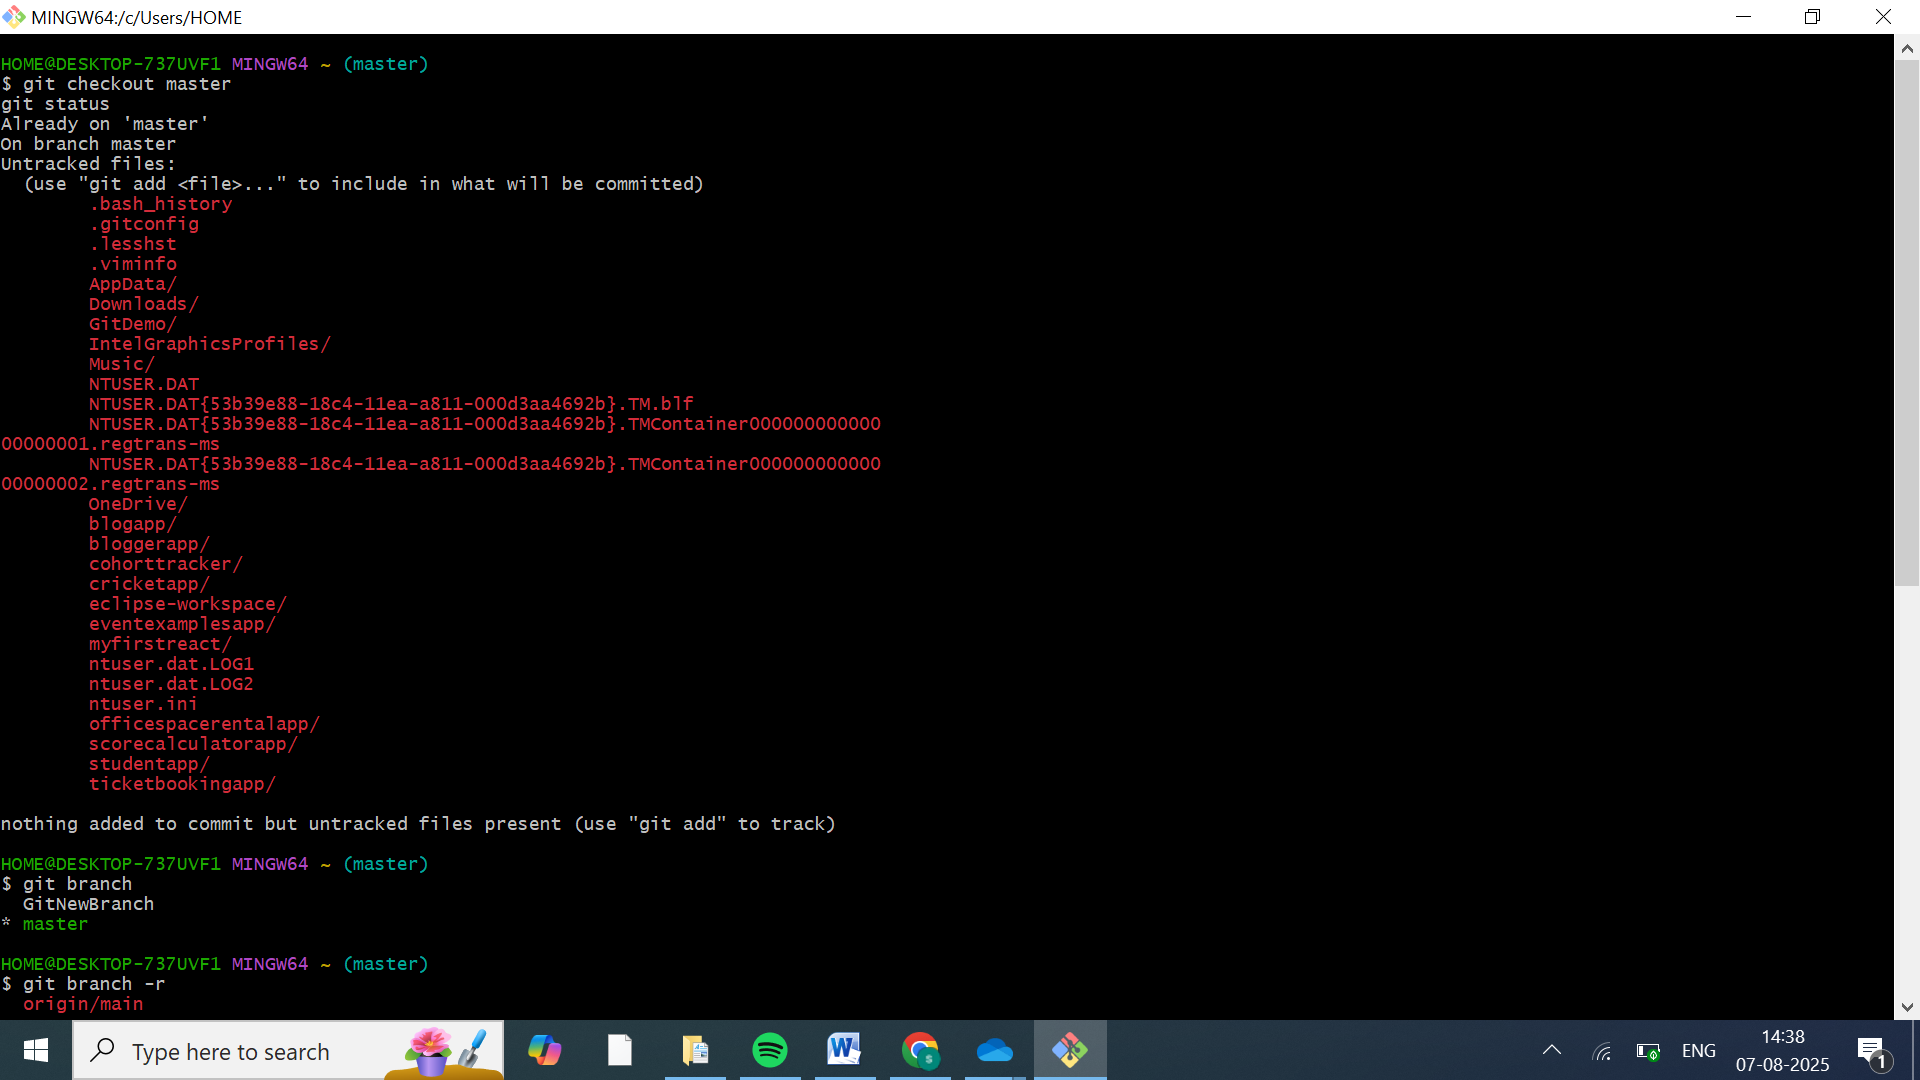 MINGW64:/c/Users/HOME
HOME@DESKTOP-737UVF1 MINGW64 ~ (master)
$ git checkout master
git status
Already on 'master'
On branch master
Untracked files:
  (use "git add <file>..." to include in what will be committed)
        .bash_history
        .gitconfig
        .lesshst
        .viminfo
        AppData/
        Downloads/
        GitDemo/
        IntelGraphicsProfiles/
        Music/
        NTUSER.DAT
        NTUSER.DAT{53b39e88-18c4-11ea-a811-000d3aa4692b}.TM.blf
        NTUSER.DAT{53b39e88-18c4-11ea-a811-000d3aa4692b}.TMContainer000000000000
00000001.regtrans-ms
        NTUSER.DAT{53b39e88-18c4-11ea-a811-000d3aa4692b}.TMContainer000000000000
00000002.regtrans-ms
        OneDrive/
        blogapp/
        bloggerapp/
        cohorttracker/
        cricketapp/
        eclipse-workspace/
        eventexamplesapp/
        myfirstreact/
        ntuser.dat.LOG1
        ntuser.dat.LOG2
        ntuser.ini
        officespacerentalapp/
        scorecalculatorapp/
        studentapp/
        ticketbookingapp/
nothing added to commit but untracked files present (use "git add" to track)
HOME@DESKTOP-737UVF1 MINGW64 ~ (master)
$ git branch
  GitNewBranch
* master
HOME@DESKTOP-737UVF1 MINGW64 ~ (master)
$ git branch -r
  origin/main
Type here to search
W
S
ENG
14:38
07-08-2025
1